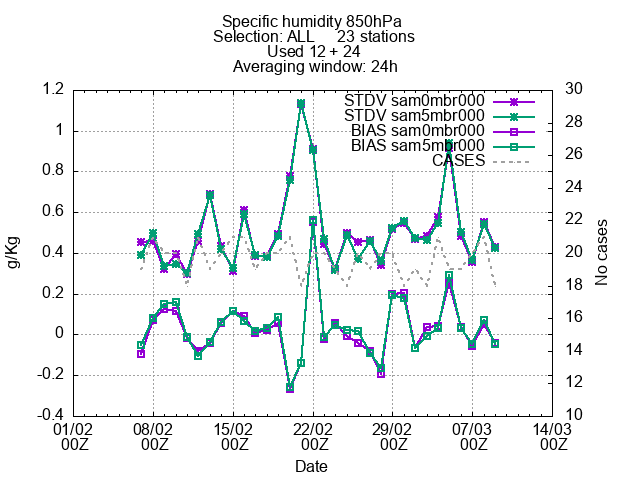 Specific humidity 850hPa
Selection: ALL 23 stations
Used 12 + 24
Averaging window: 24h
STDV sam0mbr000
STDV sam5mbr000
BIAS sam0mbr000
BIAS sam5mbr000
CASES
g/Kg
1.2
1
0.8
0.6
0.4
0.2
0
-0.2
-0.4
30
28
26
24
22
20
18
16
14
12
10
No cases
01/02 08/02 15/02 22/02 29/02 07/03 14/03
00Z 00Z 00Z 00Z 00Z 00Z 00Z
Date